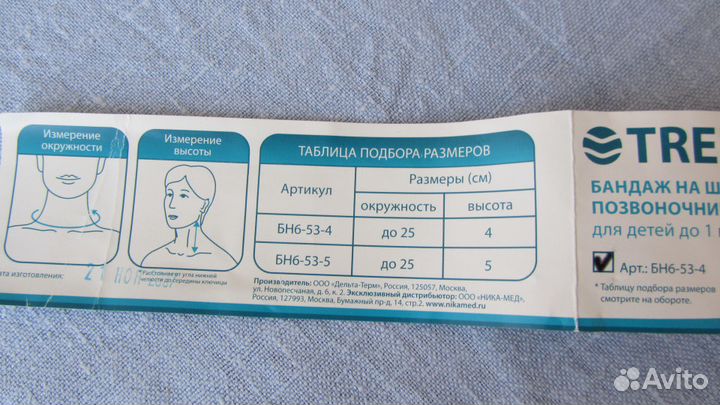 Измерение
окружности
Измерение
высоты
ата изготовления:
*Расстояние от угла нижней
челюсти до середины ключицы
ТАБЛИЦА ПОДБОРА РАЗМЕРОВ
Артикул Размеры (см)
окружность высота
БН6-53-4 до 25 4
БН6-53-5 до 25 5
Производитель: ООО «Дельта-Терм», Россия, 125057, Москва,
ул. Новопесчаная, д. 6, к. 2. Эксклюзивный дистрибьютор: ООО «НИКА-МЕД»,
Россия, 127993, Москва, Бумажный пр-д, 14, стр.2. www.nikamed.ru
TRE
БАНДАЖ НА Ш
ПОЗВОНОЧНИ
для детей до 1
Арт.: БН6-53-4
* Таблицу подбора размеров
смотрите на обороте.
Avito